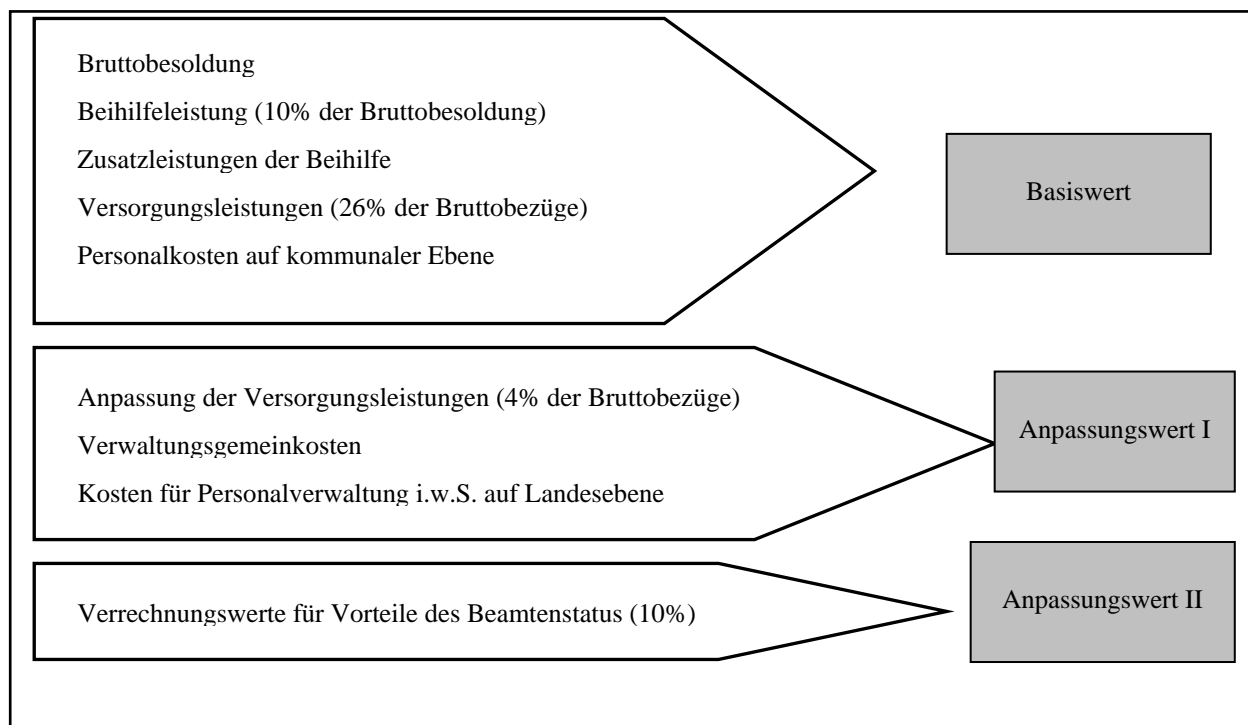 Bruttobesoldung
Beihilfeleistung (10% der Bruttobesoldung)
Zusatzleistungen der Beihilfe
Versorgungsleistungen (26% der Bruttobezüge)
Personalkosten auf kommunaler Ebene
Basiswert
Anpassung der Versorgungsleistungen (4% der Bruttobezüge)
Verwaltungsgemeinkosten
Kosten für Personalverwaltung i.w.S. auf Landesebene
Anpassungswert I
Verrechnungswerte für Vorteile des Beamtenstatus (10%)
Anpassungswert II